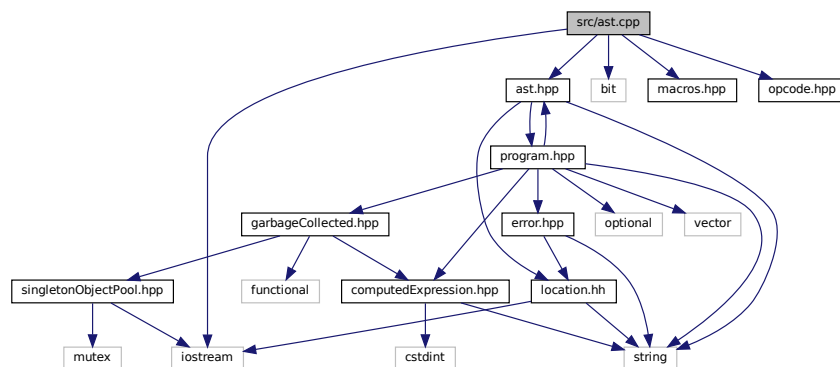 src/ast.cpp
ast.hpp
bit
macros.hpp
opcode.hpp
program.hpp
garbageCollected.hpp
error.hpp
optional
vector
singletonObjectPool.hpp
functional
computedExpression.hpp
location.hh
mutex
iostream
cstdint
string